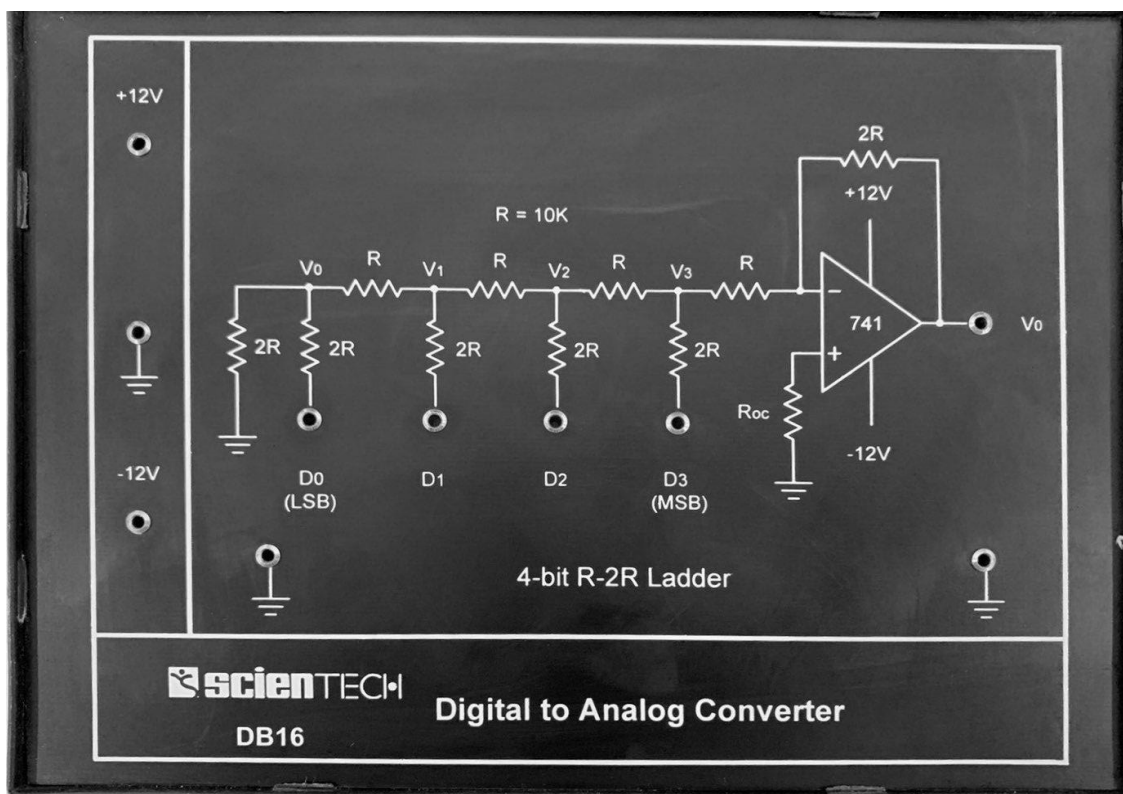 +12V
2R
+12V
R = 10K
V0 R V1 R V2 R V3 R
−
2R 2R 2R 2R 2R
741
V0
+
Roc
-12V
-12V
D0 D1 D2 D3
(LSB) (MSB)
4-bit R-2R Ladder
SCIENTECH
Digital to Analog Converter
DB16